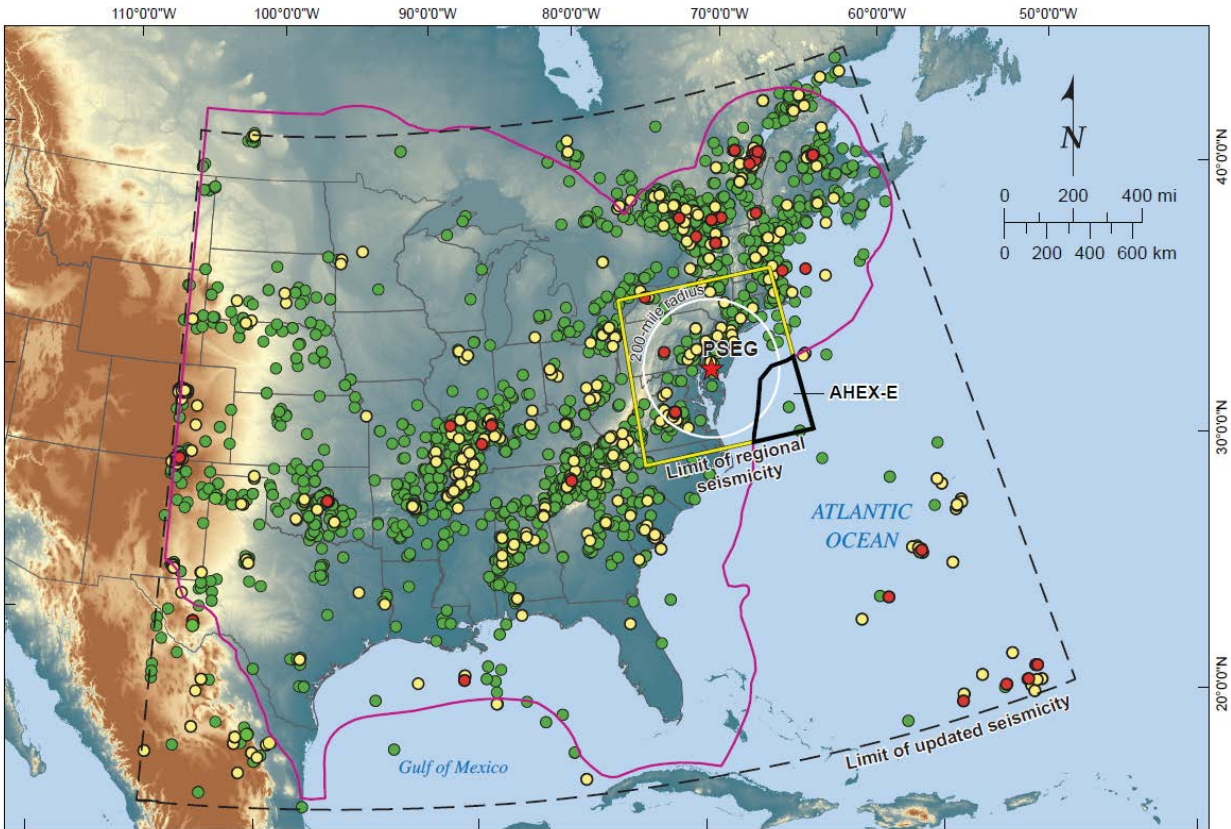 110°0'0"W 100°0'0"W 90°0'0"W 80°0'0"W 70°0'0"W 60°0'0"W 50°0'0"W
N
40°0'0"N
0 200 400 mi
0 200 400 600 km
200-mile radius
PSEG
AHEX-E
30°0'0"N
Limit of regional
seismicity
ATLANTIC
OCEAN
20°0'0"N
Limit of updated seismicity
Gulf of Mexico